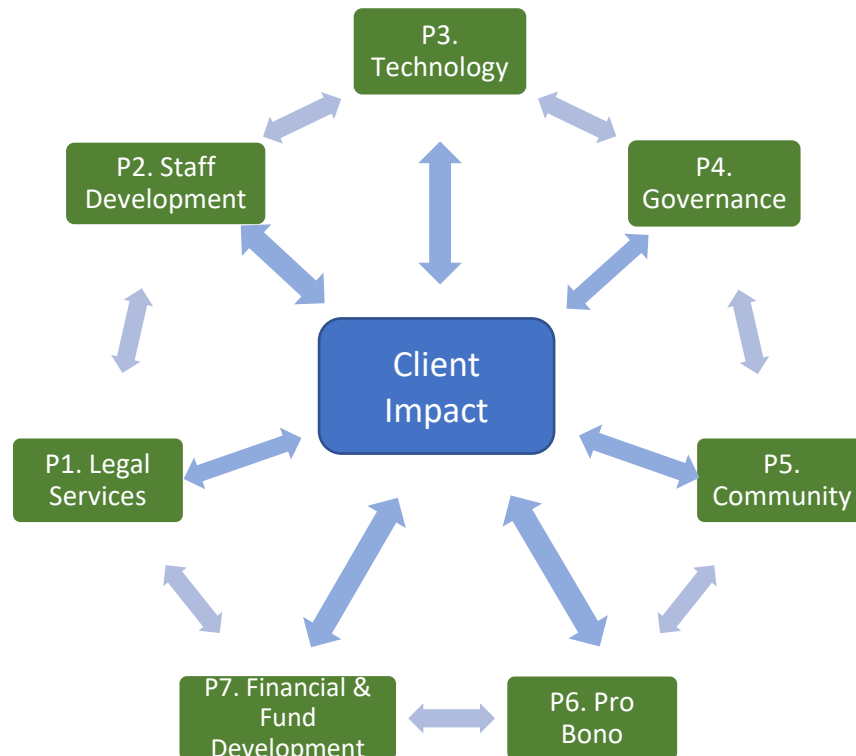 P3.
Technology
P2. Staff
Development
P4.
Governance
Client
Impact
P1. Legal
Services
P5.
Community
P7. Financial &
Fund
Development
P6. Pro
Bono